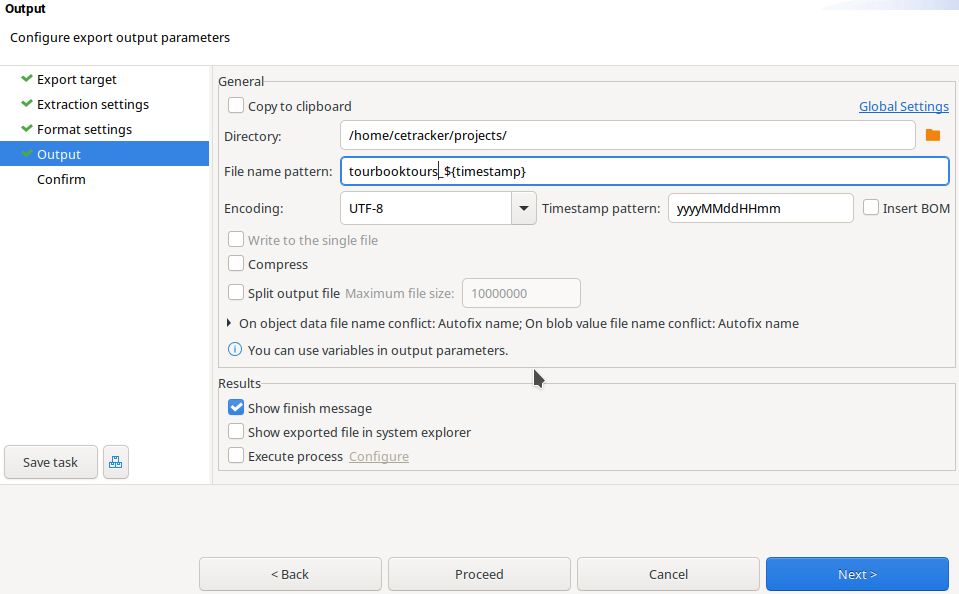 Output
Configure export output parameters
Export target
Extraction settings
Format settings
Output
Confirm
Save task
General
Copy to clipboard
Global Settings
Directory: /home/cetracker/projects/
File name pattern: tourbooktours_${timestamp}
Encoding: UTF-8 Timestamp pattern: yyyyMMddHHmm Insert BOM
Write to the single file
Compress
Split output file Maximum file size: 10000000
On object data file name conflict: Autofix name; On blob value file name conflict: Autofix name
You can use variables in output parameters.
Results
Show finish message
Show exported file in system explorer
Execute process Configure
< Back Proceed Cancel Next >